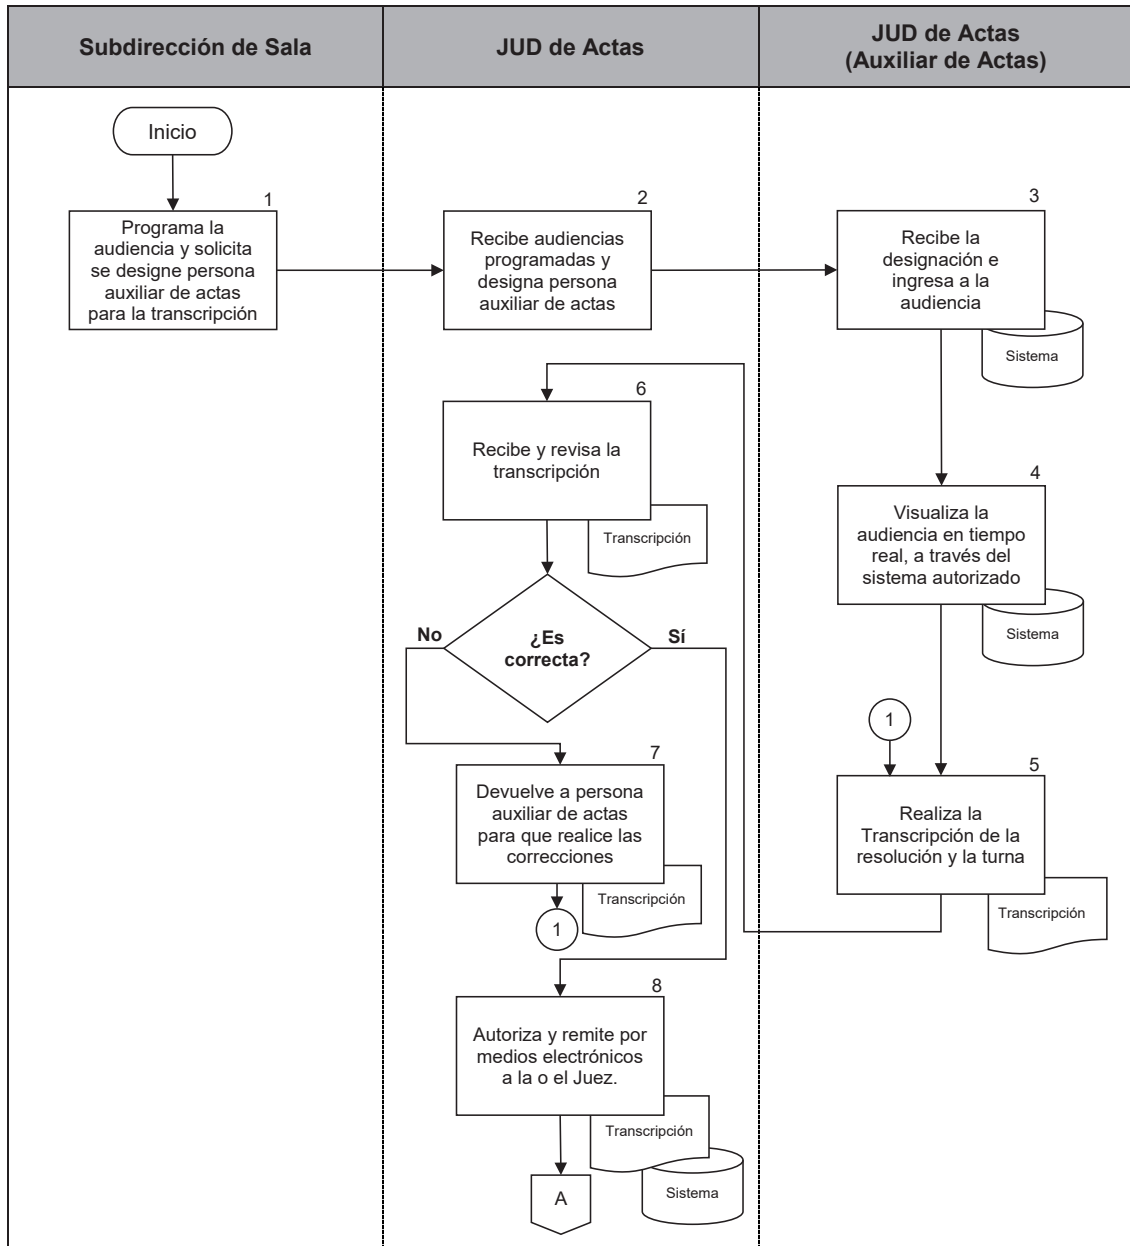 Subdirección de Sala
JUD de Actas
JUD de Actas
(Auxiliar de Actas)
Inicio
1
Programa la
audiencia y solicita
se designe persona
auxiliar de actas
para la transcripción
2
Recibe audiencias
programadas y
designa persona
auxiliar de actas
3
Recibe la
designación e
ingresa a la
audiencia
Sistema
4
Visualiza la
audiencia en tiempo
real, a través del
sistema autorizado
Sistema
1
5
Realiza la
Transcripción de la
resolución y la turna
Transcripción
6
Recibe y revisa la
transcripción
Transcripción
¿Es
correcta?
No
Sí
7
Devuelve a persona
auxiliar de actas
para que realice las
correcciones
Transcripción
1
8
Autoriza y remite por
medios electrónicos
a la o el Juez.
Transcripción
Sistema
A